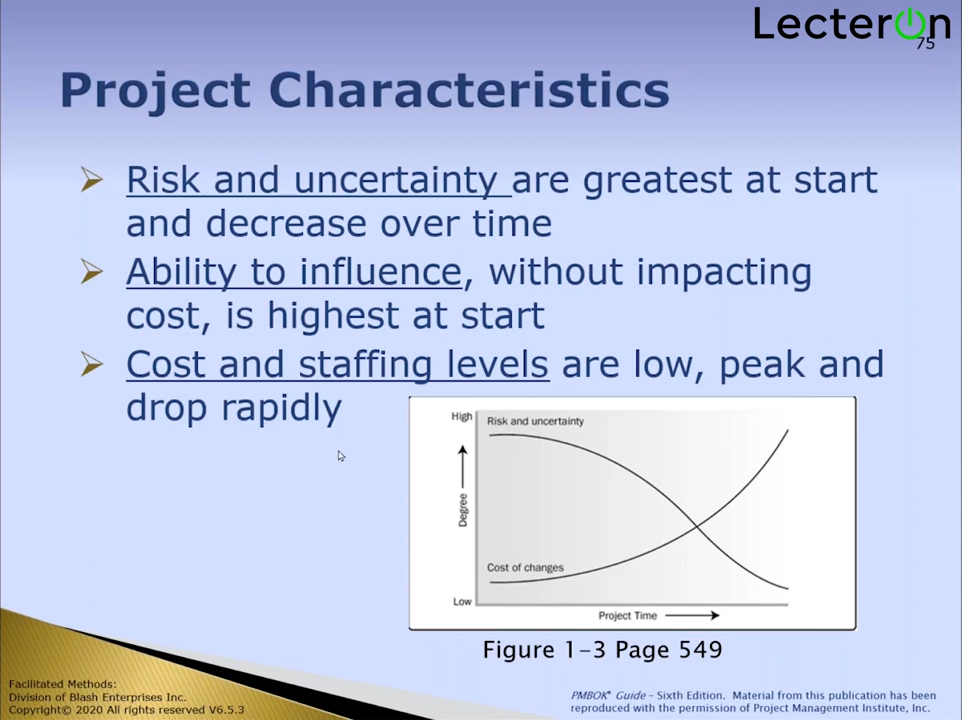 Lecteron
75
Project Characteristics
Risk and uncertainty are greatest at start
and decrease over time
Ability to influence, without impacting
cost, is highest at start
Cost and staffing levels are low, peak and
drop rapidly
High
Risk and uncertainty
Degree
Cost of changes
Low
Project Time
Figure 1-3 Page 549
Facilitated Methods:
Division of Blash Enterprises Inc.
Copyright© 2020 All rights reserved V6.5.3
PMBOK® Guide – Sixth Edition. Material from this publication has been
reproduced with the permission of Project Management Institute, Inc.